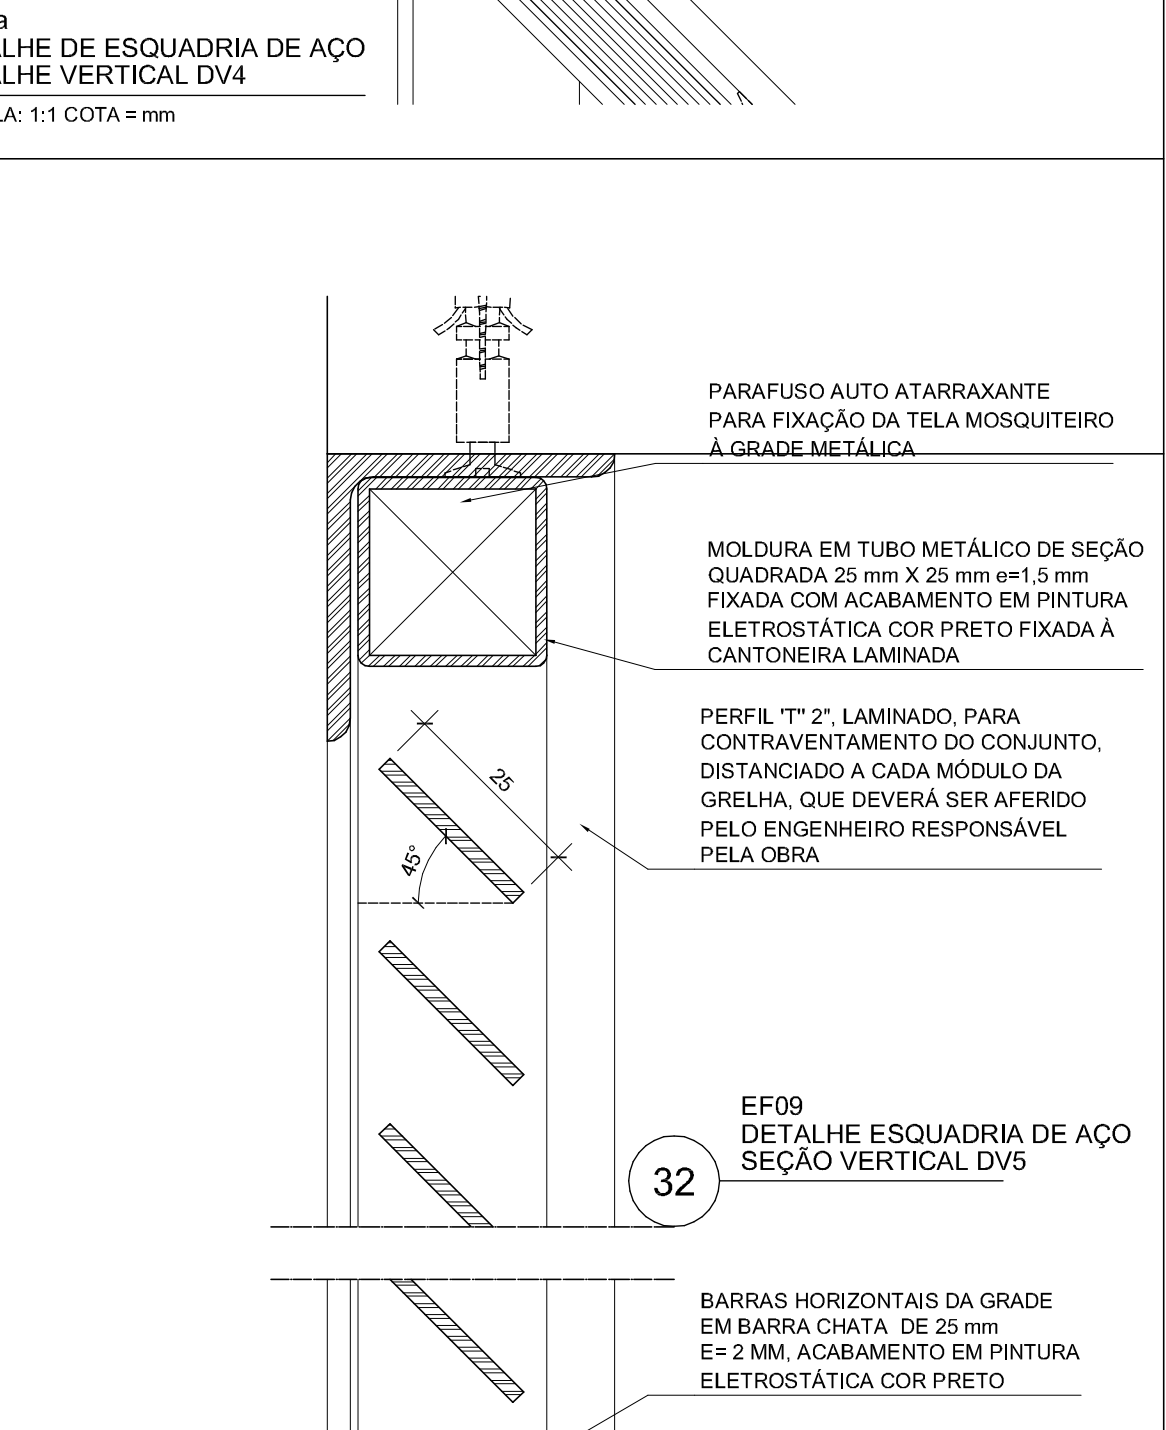 DE ESQUADRIA DE AÇO
VERTICAL DV4
1:1 COTA = mm
PARAFUSO AUTO ATARRAXANTE
PARA FIXAÇÃO DA TELA MOSQUITEIRO
À GRADE METÁLICA
MOLDURA EM TUBO METÁLICO DE SEÇÃO
QUADRADA 25 mm X 25 mm e=1,5 mm
FIXADA COM ACABAMENTO EM PINTURA
ELETROSTÁTICA COR PRETO FIXADA À
CANTONEIRA LAMINADA
PERFIL 'T'' 2", LAMINADO, PARA
CONTRAVENTAMENTO DO CONJUNTO,
DISTANCIADO A CADA MÓDULO DA
GRELHA, QUE DEVERÁ SER AFERIDO
PELO ENGENHEIRO RESPONSÁVEL
PELA OBRA
25
45°
EF09
DETALHE ESQUADRIA DE AÇO
SEÇÃO VERTICAL DV5
32
BARRAS HORIZONTAIS DA GRADE
EM BARRA CHATA DE 25 mm
E= 2 MM, ACABAMENTO EM PINTURA
ELETROSTÁTICA COR PRETO